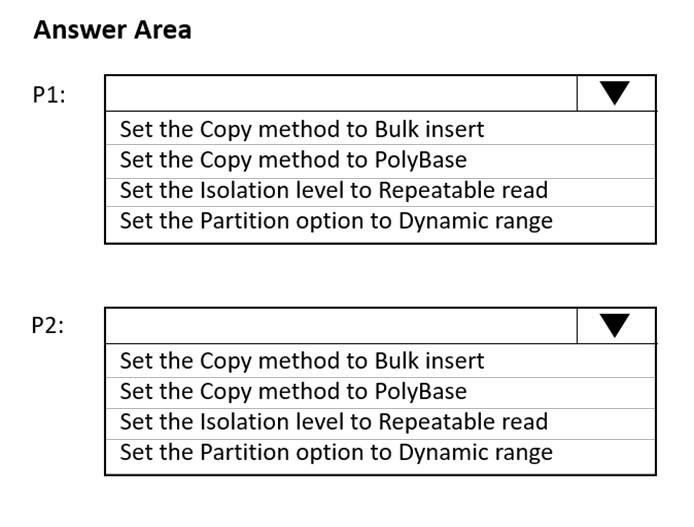 Answer Area
P1:
Set the Copy method to Bulk insert
Set the Copy method to PolyBase
Set the Isolation level to Repeatable read
Set the Partition option to Dynamic range
P2:
Set the Copy method to Bulk insert
Set the Copy method to PolyBase
Set the Isolation level to Repeatable read
Set the Partition option to Dynamic range